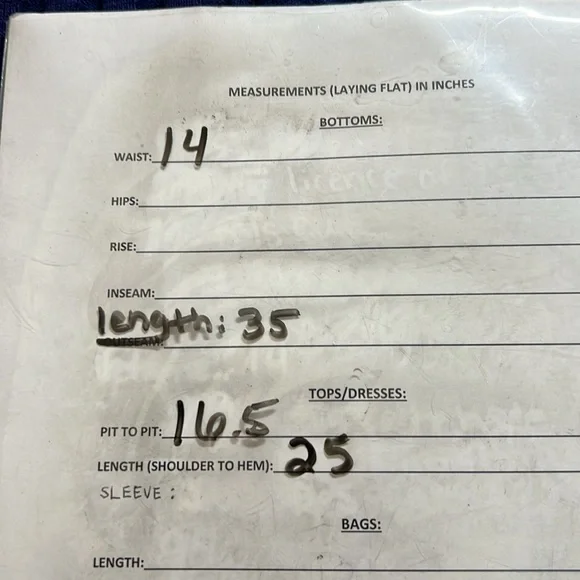 MEASUREMENTS (LAYING FLAT) IN INCHES
BOTTOMS:
WAIST: 14
HIPS:
RISE:
INSEAM:
length: 35
OUTSEAM:
TOPS/DRESSES:
PIT TO PIT: 16.5
LENGTH (SHOULDER TO HEM): 25
SLEEVE :
BAGS:
LENGTH: